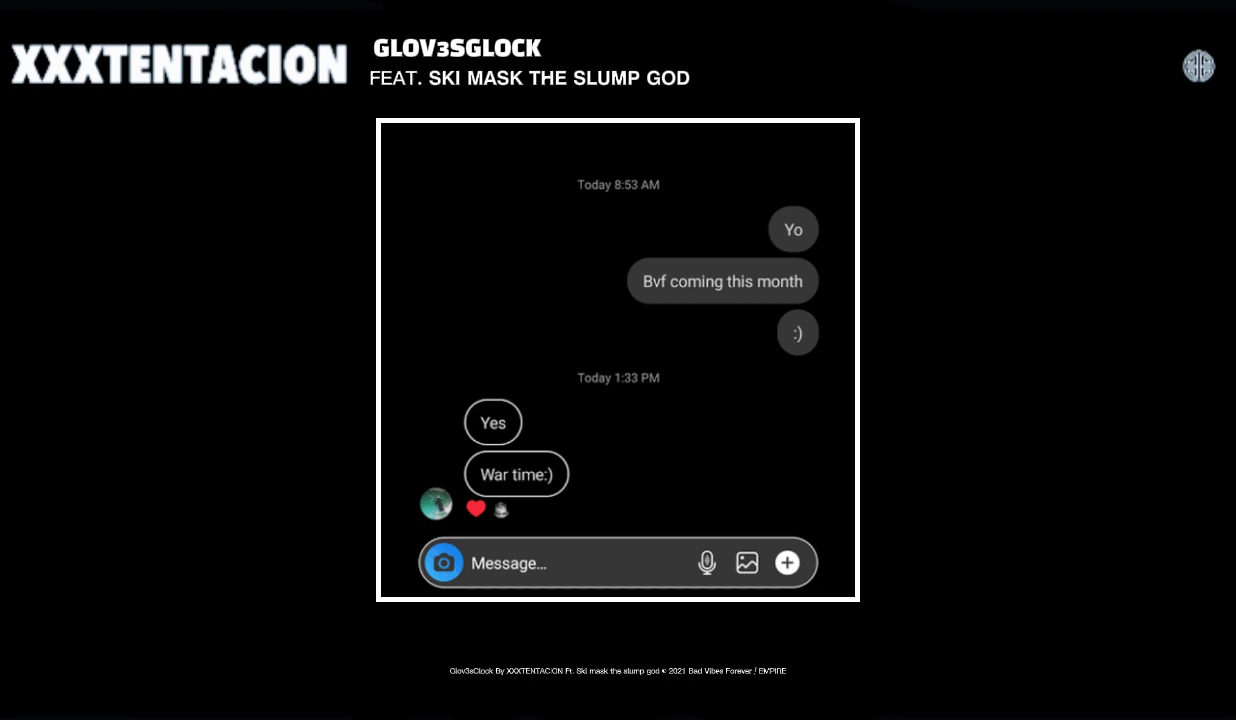 XXXTENTACION
GLOV3SGLOCK
FEAT. SKI MASK THE SLUMP GOD
Today 8:53 AM
Yo
Bvf coming this month
:)
Today 1:33 PM
Yes
War time:)
Message...
Glov3sGlock By XXXTENTACION Ft. Ski mask the slump god © 2021 Bad Vibes Forever / EMPIRE